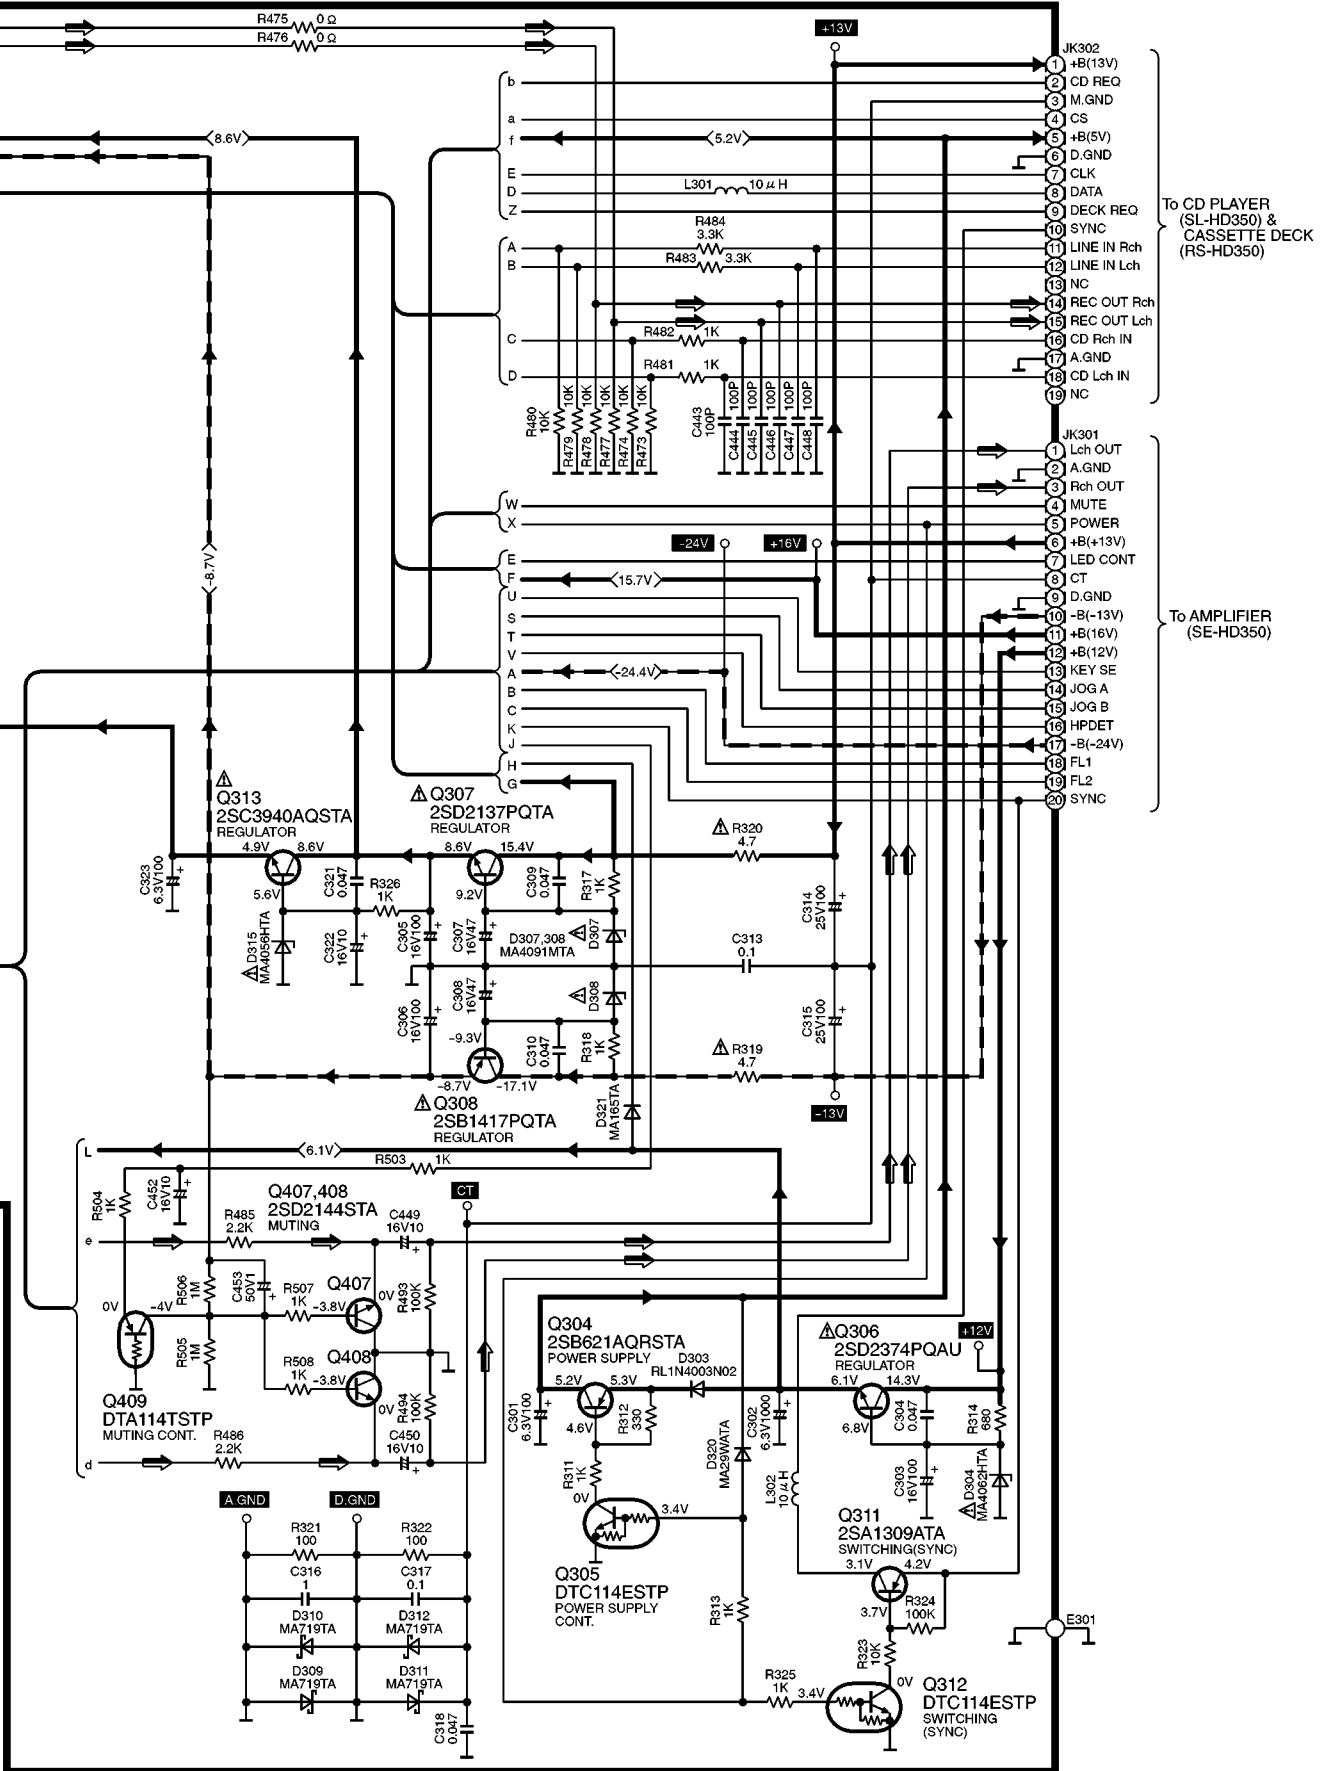 R475 0Ω
R476 0Ω
+13V
JK302
1 +B(13V)
b
2 CD REQ
3 M.GND
a
4 CS
8.6V
f
5.2V
5 +B(5V)
6 D.GND
E
7 CLK
D
L301 10μH
8 DATA
Z
9 DECK REQ
10 SYNC
To CD PLAYER
(SL-HD350) &
CASSETTE DECK
(RS-HD350)
R484
3.3K
A
11 LINE IN Rch
B
R483 3.3K
12 LINE IN Lch
13 NC
14 REC OUT Rch
15 REC OUT Lch
C
R482 1K
16 CD Rch IN
17 A.GND
D
R481 1K
18 CD Lch IN
19 NC
R480
10K
R479 10K
R478 10K
R477 10K
R474 10K
R473 10K
C443
100P
C444 100P
C445 100P
C446 100P
C447 100P
C448 100P
JK301
1 Lch OUT
2 A.GND
3 Rch OUT
W
4 MUTE
X
5 POWER
-24V
+16V
6 +B(+13V)
-8.7V
E
7 LED CONT
F
15.7V
8 CT
U
9 D.GND
S
10 -B(-13V)
T
11 +B(16V)
To AMPLIFIER
(SE-HD350)
V
12 +B(12V)
A
-24.4V
13 KEY SE
B
14 JOG A
C
15 JOG B
K
16 HPDET
J
17 -B(-24V)
H
18 FL1
G
19 FL2
20 SYNC
Q313
2SC3940AQSTA
REGULATOR
4.9V 8.6V
5.6V
Q307
2SD2137PQTA
REGULATOR
8.6V 15.4V
9.2V
R320
4.7
C323
6.3V100
C321
0.047
R326
1K
C309
0.047
R317
1K
C314
25V100
D315
MA4056HTA
C322
16V10
C305
16V100
C307
16V47
D307,308
MA4091MTA
D307
C313
0.1
C306
16V100
C308
16V47
D308
C315
25V100
-9.3V
C310
0.047
R318
1K
R319
4.7
-8.7V -17.1V
Q308
2SB1417PQTA
REGULATOR
D321
MA165TA
-13V
L
6.1V
R503 1K
R504
1K
C452
16V10
Q407,408
2SD2144STA
MUTING
CT
R485
2.2K
C449
16V10
e
R506
1M
C453
50V1
R507
1K
Q407
-3.8V
0V
R493
100K
0V -4V
R505
1M
R508
1K
Q408
-3.8V
0V
R494
100K
Q409
DTA114TSTP
MUTING CONT.
R486
2.2K
C450
16V10
d
Q304
2SB621AQRSTA
POWER SUPPLY
D303
RL1N4003N02
5.2V 5.3V
4.6V
Q306
2SD2374PQAU
REGULATOR
+12V
6.1V 14.3V
6.8V
C301
6.3V100
R312
330
C302
6.3V1000
C304
0.047
R314
680
R311
1K
D320
MA29WATA
L302
10μH
C303
16V100
D304
MA4062HTA
0V
3.4V
Q305
DTC114ESTP
POWER SUPPLY
CONT.
Q311
2SA1309ATA
SWITCHING(SYNC)
3.1V 4.2V
3.7V
R324
100K
R313
1K
R323
10K
A.GND
D.GND
R321
100
R322
100
C316
1
C317
0.1
D310
MA719TA
D312
MA719TA
D309
MA719TA
D311
MA719TA
C318
0.047
E301
R325
1K
3.4V
0V
Q312
DTC114ESTP
SWITCHING
(SYNC)